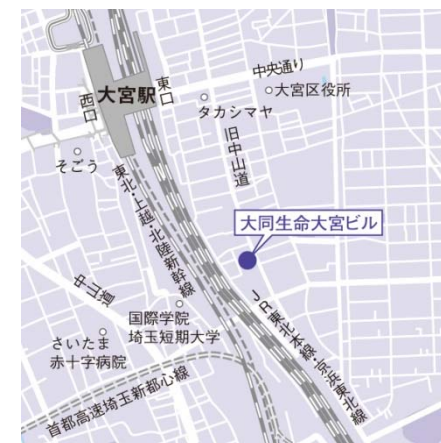 中央通り
大宮区役所
大宮駅
東口
西口
タカシマヤ
旧中山道
そごう
東北・上越・北陸新幹線
大同生命大宮ビル
中山道
国際学院
埼玉短期大学
さいたま
赤十字病院
JR東北本線・京浜東北線
首都高速埼玉新都心線